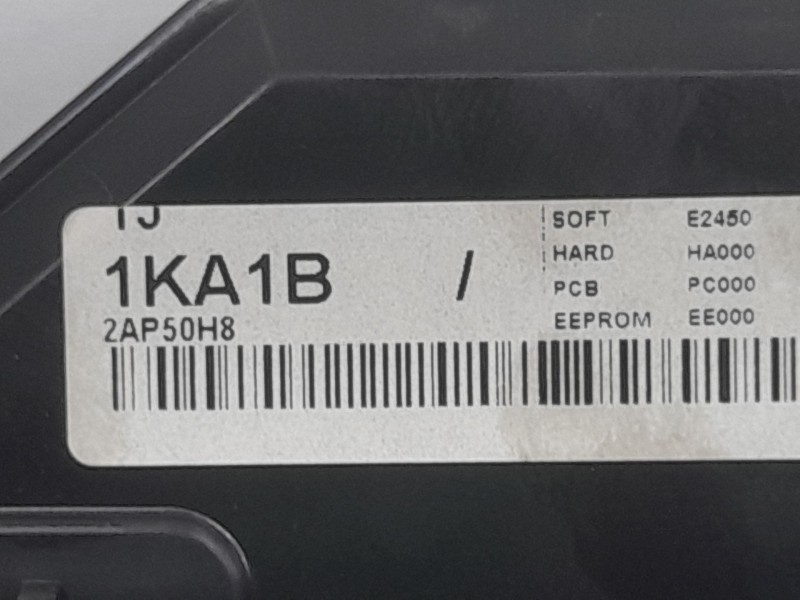 1KA1B /
2AP50H8
SOFT E2450
HARD HA000
PCB PC000
EEPROM EE000